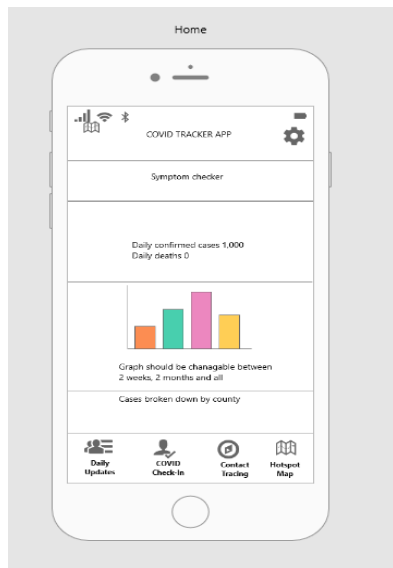 Home
COVID TRACKER APP
Symptom checker
Daily confirmed cases 1,000
Daily deaths 0
Graph should be chanagable between
2 weeks, 2 months and all
Cases broken down by county
Daily
Updates
COVID
Check-In
Contact
Tracing
Hotspot
Map